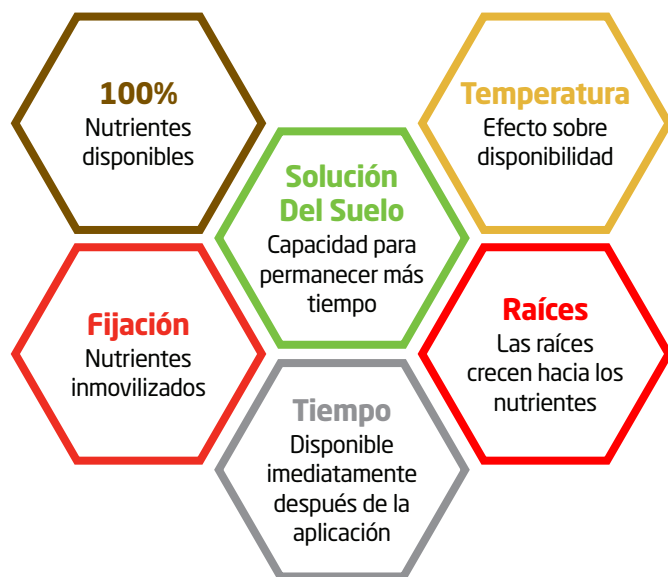 100%
Nutrientes
disponibles
Temperatura
Efecto sobre
disponibilidad
Solución
Del Suelo
Capacidad para
permanecer más
tiempo
Fijación
Nutrientes
inmovilizados
Raíces
Las raíces
crecen hacia los
nutrientes
Tiempo
Disponible
imediatamente
después de la
aplicación